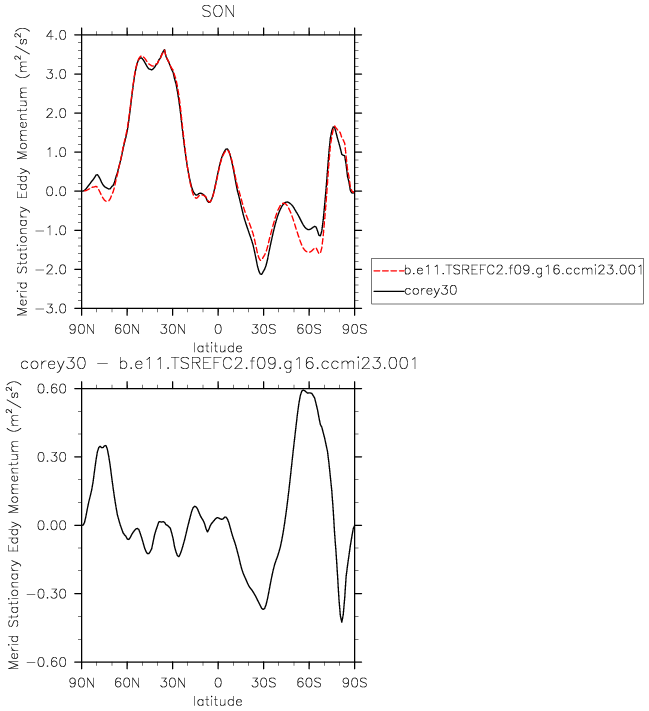 SON
Merid Stationary Eddy Momentum (m²/s²)
4.0
3.0
2.0
1.0
0.0
-1.0
-2.0
-3.0
90N 60N 30N 0 30S 60S 90S
latitude
b.e11.TSREFC2.f09.g16.ccmi23.001
corey30
corey30 - b.e11.TSREFC2.f09.g16.ccmi23.001
Merid Stationary Eddy Momentum (m²/s²)
0.60
0.30
0.00
-0.30
-0.60
90N 60N 30N 0 30S 60S 90S
latitude